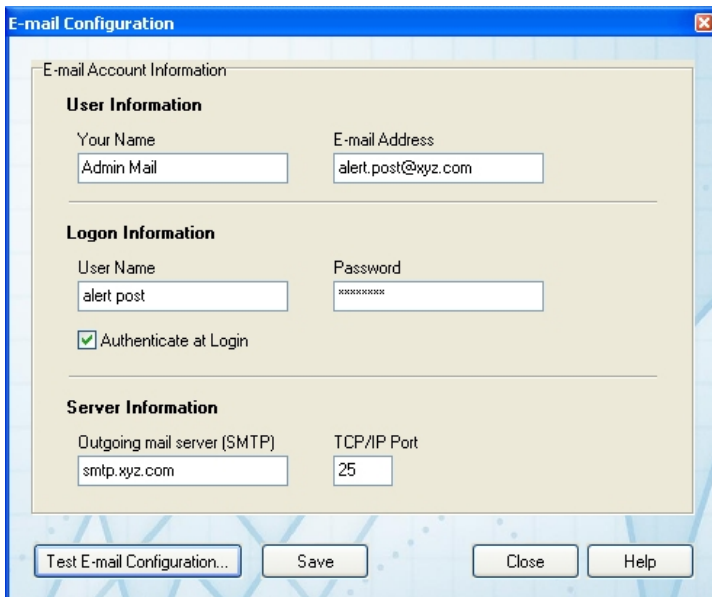 E-mail Configuration
E-mail Account Information
User Information
Your Name E-mail Address
Admin Mail alert.post@xyz.com
Logon Information
User Name Password
alert post ********
Authenticate at Login
Server Information
Outgoing mail server (SMTP) TCP/IP Port
smtp.xyz.com 25
Test E-mail Configuration... Save Close Help